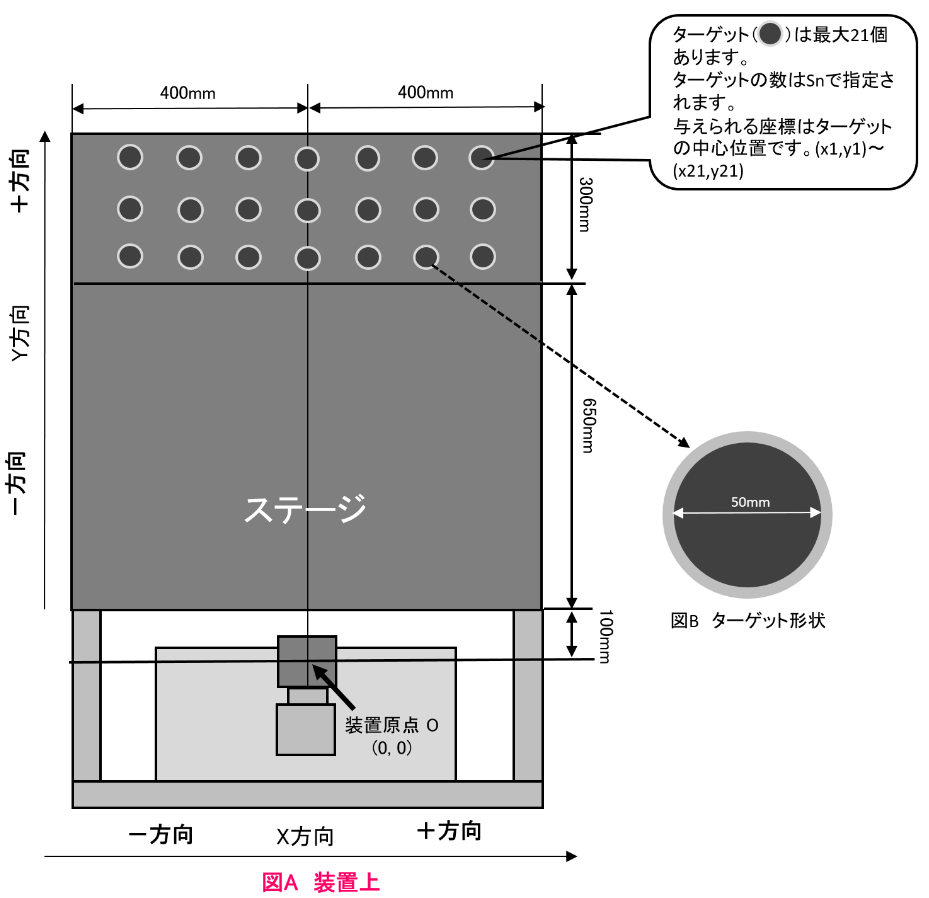 ターゲット( )は最大21個
あります。
ターゲットの数はSnで指定さ
れます。
与えられる座標はターゲット
の中心位置です。(x1,y1)～
(x21,y21)
400mm
400mm
＋方向
Y方向
－方向
300mm
650mm
100mm
ステージ
50mm
図B ターゲット形状
装置原点 O
(0, 0)
－方向
X方向
＋方向
図A 装置上